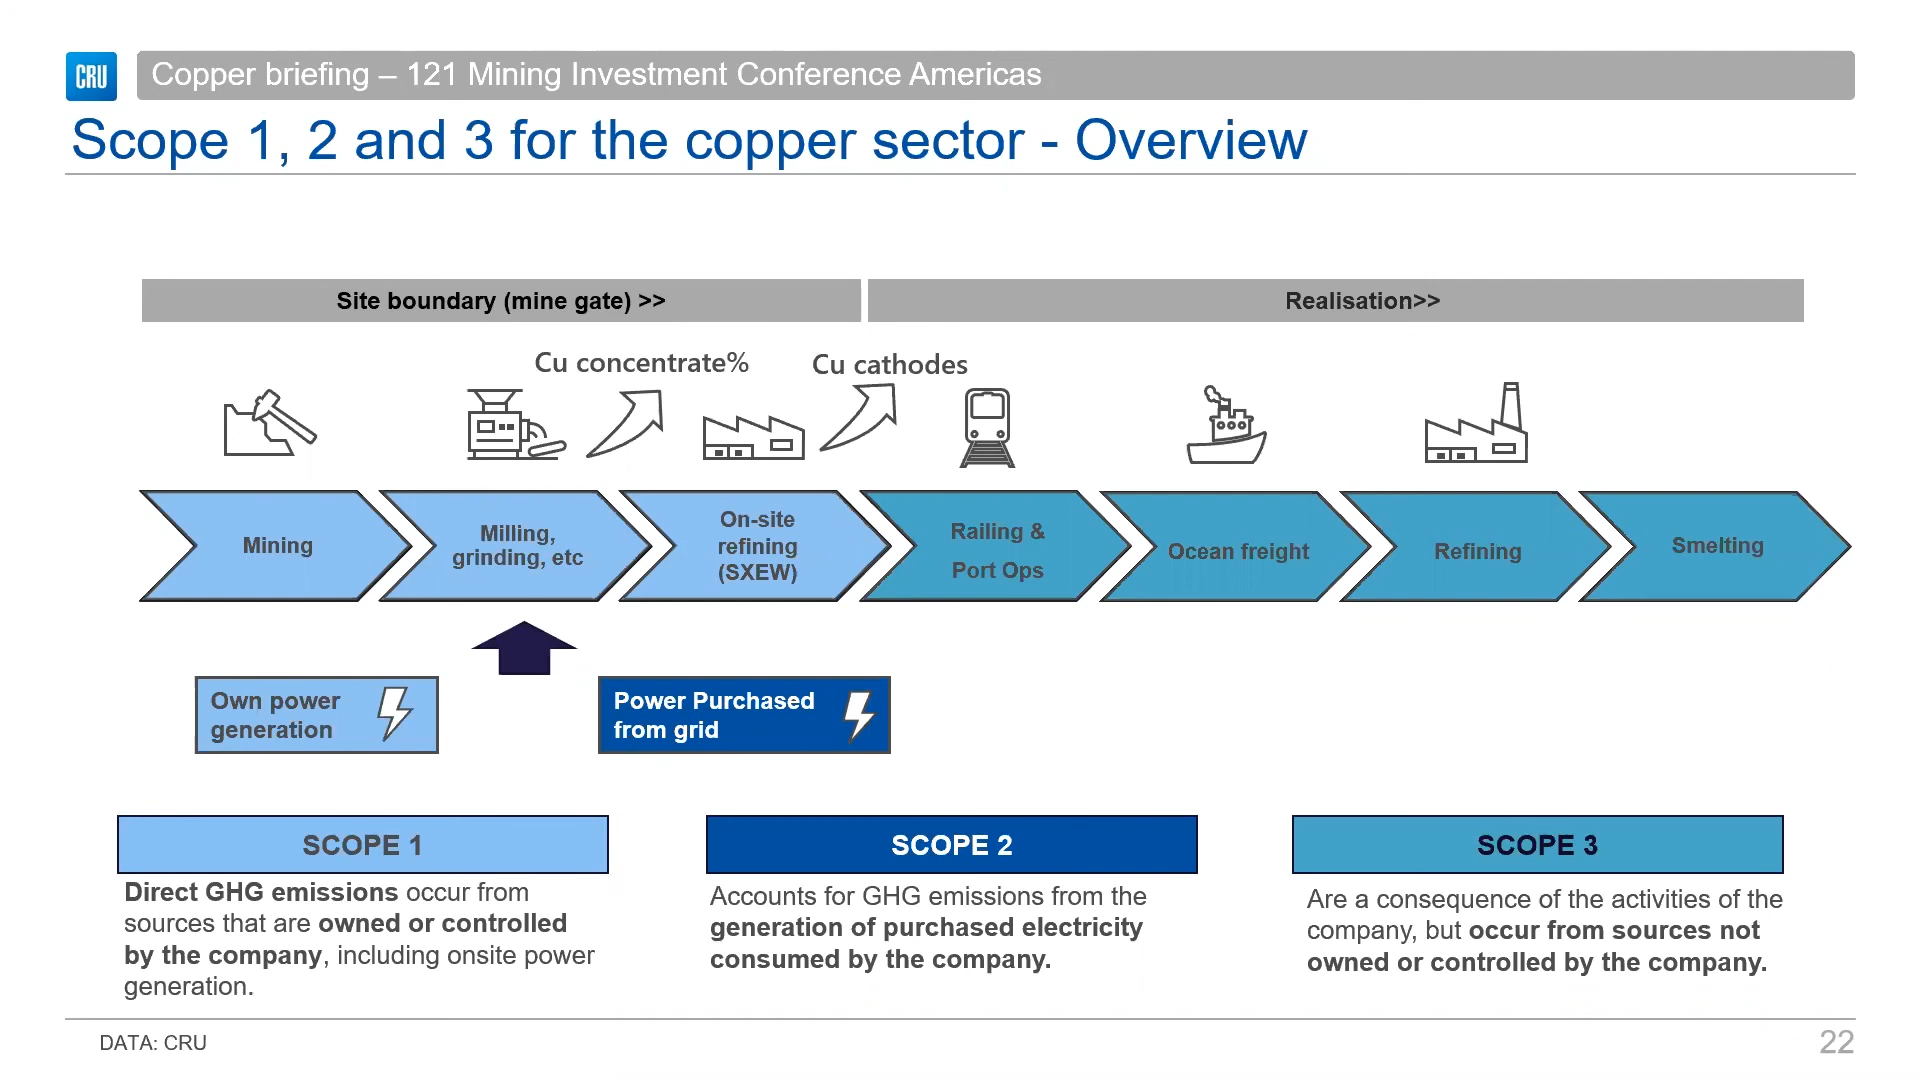 CRU
Copper briefing – 121 Mining Investment Conference Americas
Scope 1, 2 and 3 for the copper sector - Overview
Site boundary (mine gate) >>
Realisation>>
Cu concentrate%
Cu cathodes
Mining
Milling,
grinding, etc
On-site
refining
(SXEW)
Railing &
Port Ops
Ocean freight
Refining
Smelting
Own power
generation
Power Purchased
from grid
SCOPE 1
Direct GHG emissions occur from
sources that are owned or controlled
by the company, including onsite power
generation.
SCOPE 2
Accounts for GHG emissions from the
generation of purchased electricity
consumed by the company.
SCOPE 3
Are a consequence of the activities of the
company, but occur from sources not
owned or controlled by the company.
DATA: CRU
22